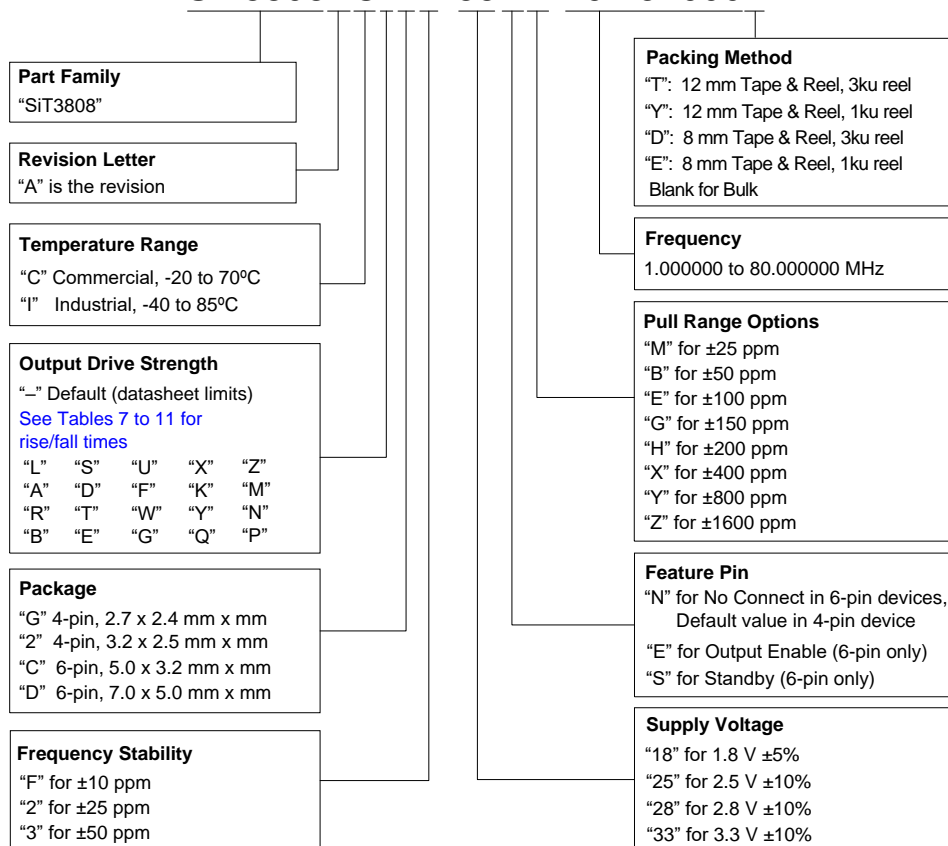 Part Family
“SiT3808”
Revision Letter
“A” is the revision
Temperature Range
“C” Commercial, -20 to 70ºC
“I” Industrial, -40 to 85ºC
Output Drive Strength
“–” Default (datasheet limits)
See Tables 7 to 11 for
rise/fall times
“L” “S” “U” “X” “Z”
“A” “D” “F” “K” “M”
“R” “T” “W” “Y” “N”
“B” “E” “G” “Q” “P”
Package
“G” 4-pin, 2.7 x 2.4 mm x mm
“2” 4-pin, 3.2 x 2.5 mm x mm
“C” 6-pin, 5.0 x 3.2 mm x mm
“D” 6-pin, 7.0 x 5.0 mm x mm
Frequency Stability
“F” for ±10 ppm
“2” for ±25 ppm
“3” for ±50 ppm
Packing Method
“T”: 12 mm Tape & Reel, 3ku reel
“Y”: 12 mm Tape & Reel, 1ku reel
“D”: 8 mm Tape & Reel, 3ku reel
“E”: 8 mm Tape & Reel, 1ku reel
Blank for Bulk
Frequency
1.000000 to 80.000000 MHz
Pull Range Options
“M” for ±25 ppm
“B” for ±50 ppm
“E” for ±100 ppm
“G” for ±150 ppm
“H” for ±200 ppm
“X” for ±400 ppm
“Y” for ±800 ppm
“Z” for ±1600 ppm
Feature Pin
“N” for No Connect in 6-pin devices,
Default value in 4-pin device
“E” for Output Enable (6-pin only)
“S” for Standby (6-pin only)
Supply Voltage
“18” for 1.8 V ±5%
“25” for 2.5 V ±10%
“28” for 2.8 V ±10%
“33” for 3.3 V ±10%